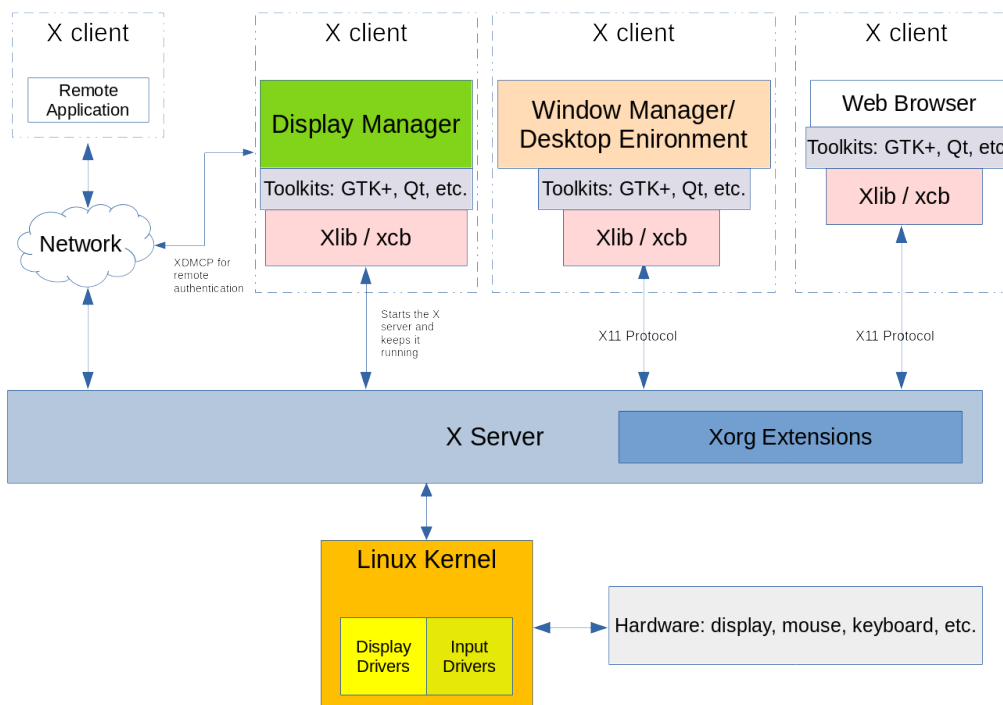 X client
X client
X client
X client
Remote
Application
Display Manager
Window Manager/
Desktop Enironment
Web Browser
Toolkits: GTK+, Qt, etc.
Toolkits: GTK+, Qt, etc.
Toolkits: GTK+, Qt, etc
Xlib / xcb
Xlib / xcb
Xlib / xcb
Network
XDMCP for
remote
authentication
Starts the X
server and
keeps it
running
X11 Protocol
X11 Protocol
X Server
Xorg Extensions
Linux Kernel
Display
Drivers
Input
Drivers
Hardware: display, mouse, keyboard, etc.